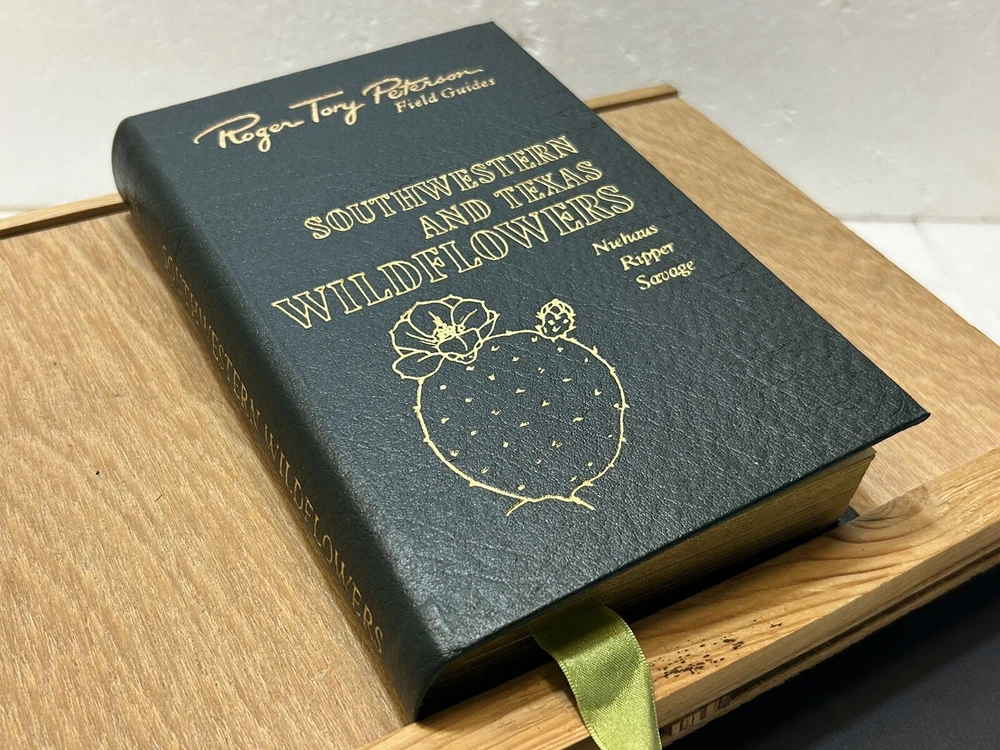 Roger Tory Peterson
Field Guides
SOUTHWESTERN
AND TEXAS
WILDFLOWERS
Niehaus
Ripper
Savage
SOUTHWESTERN WILDFLOWERS